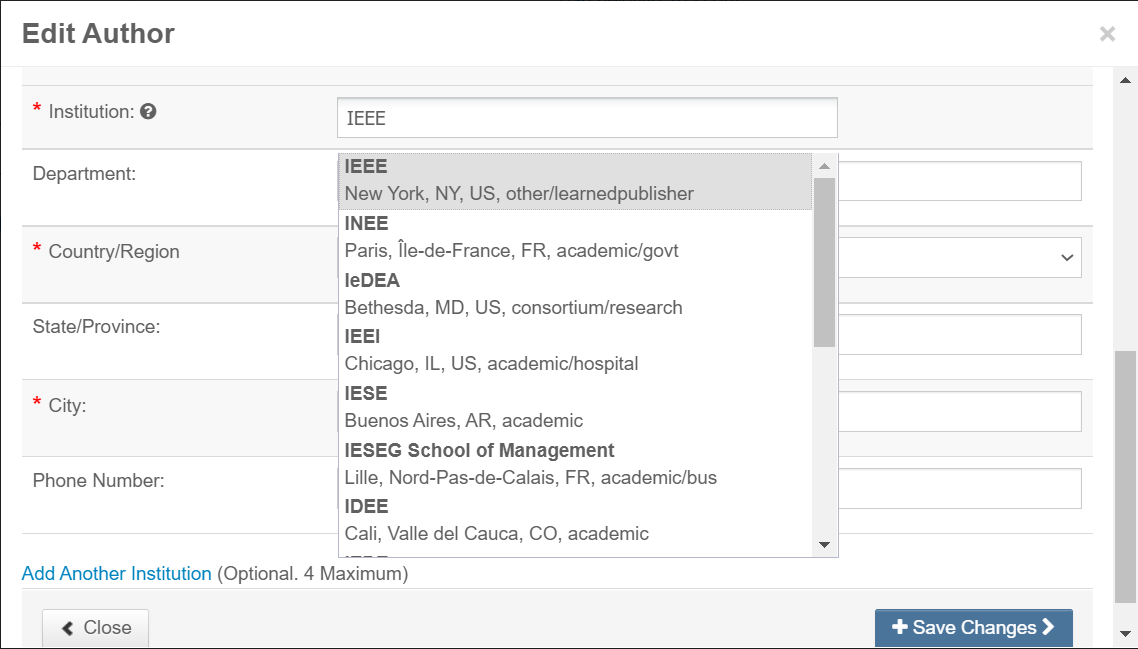 Edit Author
×
* Institution:
IEEE
Department:
IEEE
New York, NY, US, other/learnedpublisher
INEE
Paris, Île-de-France, FR, academic/govt
* Country/Region
IeDEA
Bethesda, MD, US, consortium/research
State/Province:
IEEI
Chicago, IL, US, academic/hospital
* City:
IESE
Buenos Aires, AR, academic
IESEG School of Management
Lille, Nord-Pas-de-Calais, FR, academic/bus
Phone Number:
IDEE
Cali, Valle del Cauca, CO, academic
Add Another Institution (Optional. 4 Maximum)
Close
Save Changes